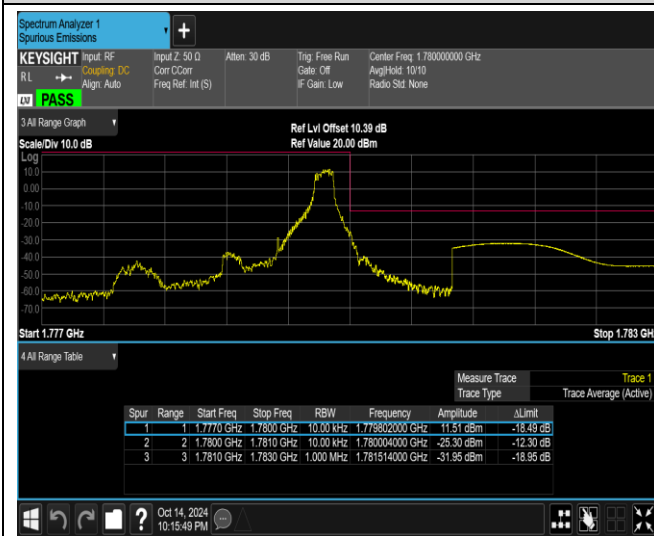 Spectrum Analyzer 1
Spurious Emissions
+
KEYSIGHT Input: RF Input Z: 50 Ω Atten: 30 dB Trig: Free Run Center Freq: 1.780000000 GHz
RL Coupling: DC Corr CCorr Gate: Off Avg|Hold: 10/10
Align: Auto Freq Ref: Int (S) IF Gain: Low Radio Std: None
LXI PASS
3 All Range Graph
Ref Lvl Offset 10.39 dB
Scale/Div 10.0 dB Ref Value 20.00 dBm
Log
10.0
0.00
-10.0
-20.0
-30.0
-40.0
-50.0
-60.0
-70.0
Start 1.777 GHz Stop 1.783 GH
4 All Range Table
Measure Trace Trace 1
Trace Type Trace Average (Active)
Spur Range Start Freq Stop Freq RBW Frequency Amplitude ΔLimit
1 1 1.7770 GHz 1.7800 GHz 10.00 kHz 1.779802000 GHz 11.51 dBm -18.49 dB
2 2 1.7800 GHz 1.7810 GHz 10.00 kHz 1.780004000 GHz -25.30 dBm -12.30 dB
3 3 1.7810 GHz 1.7830 GHz 1.000 MHz 1.781514000 GHz -31.95 dBm -18.95 dB
? Oct 14, 2024
10:15:49 PM